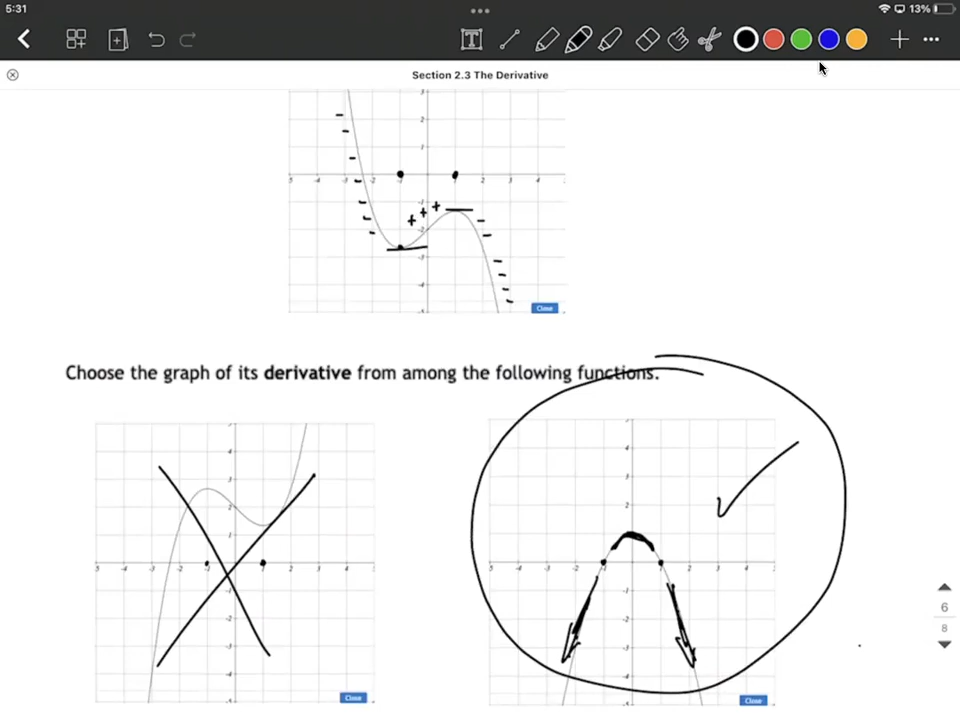 5:31
13%
Section 2.3 The Derivative
Close
Choose the graph of its derivative from among the following functions.
Close
Close
6
8